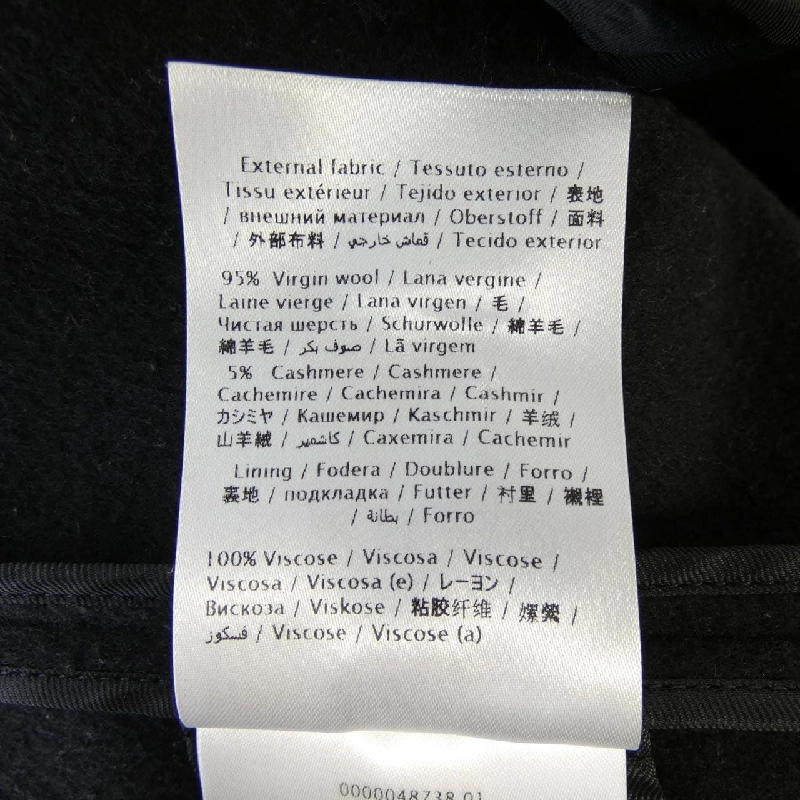 External fabric / Tessuto esterno /
Tissu extérieur / Tejido exterior / 表地
/ внешний материал / Oberstoff / 面料
/ 外部布料 / قماش خارجي / Tecido exterior
95% Virgin wool / Lana vergine /
Laine vierge / Lana virgen / 毛 /
Чистая шерсть / Schurwolle / 綿羊毛 /
綿羊毛 / صوف بكر / Lã virgem
5% Cashmere / Cashmere /
Cachemire / Cachemira / Cashmir /
カシミヤ / Кашемир / Kaschmir / 羊绒 /
山羊絨 / كاشمير / Caxemira / Cachemir
Lining / Fodera / Doublure / Forro /
裏地 / подкладка / Futter / 衬里 / 襯裡
/ بطانة / Forro
100% Viscose / Viscosa / Viscose /
Viscosa / Viscosa (e) / レーヨン /
Вискоза / Viskose / 粘胶纤维 / 嫘縈 /
فسكوز / Viscose / Viscose (a)
0000048738 01